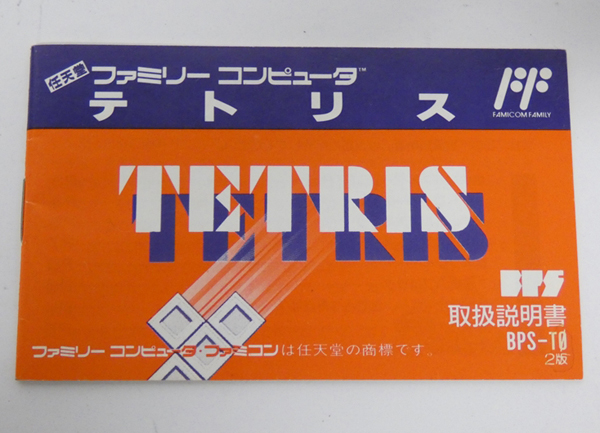 任天堂 ファミリー コンピュータ™
テトリス
FAMICOM FAMILY
TETRIS
BPS
取扱説明書
BPS-TØ
2版
ファミリー コンピュータ・ファミコンは任天堂の商標です。